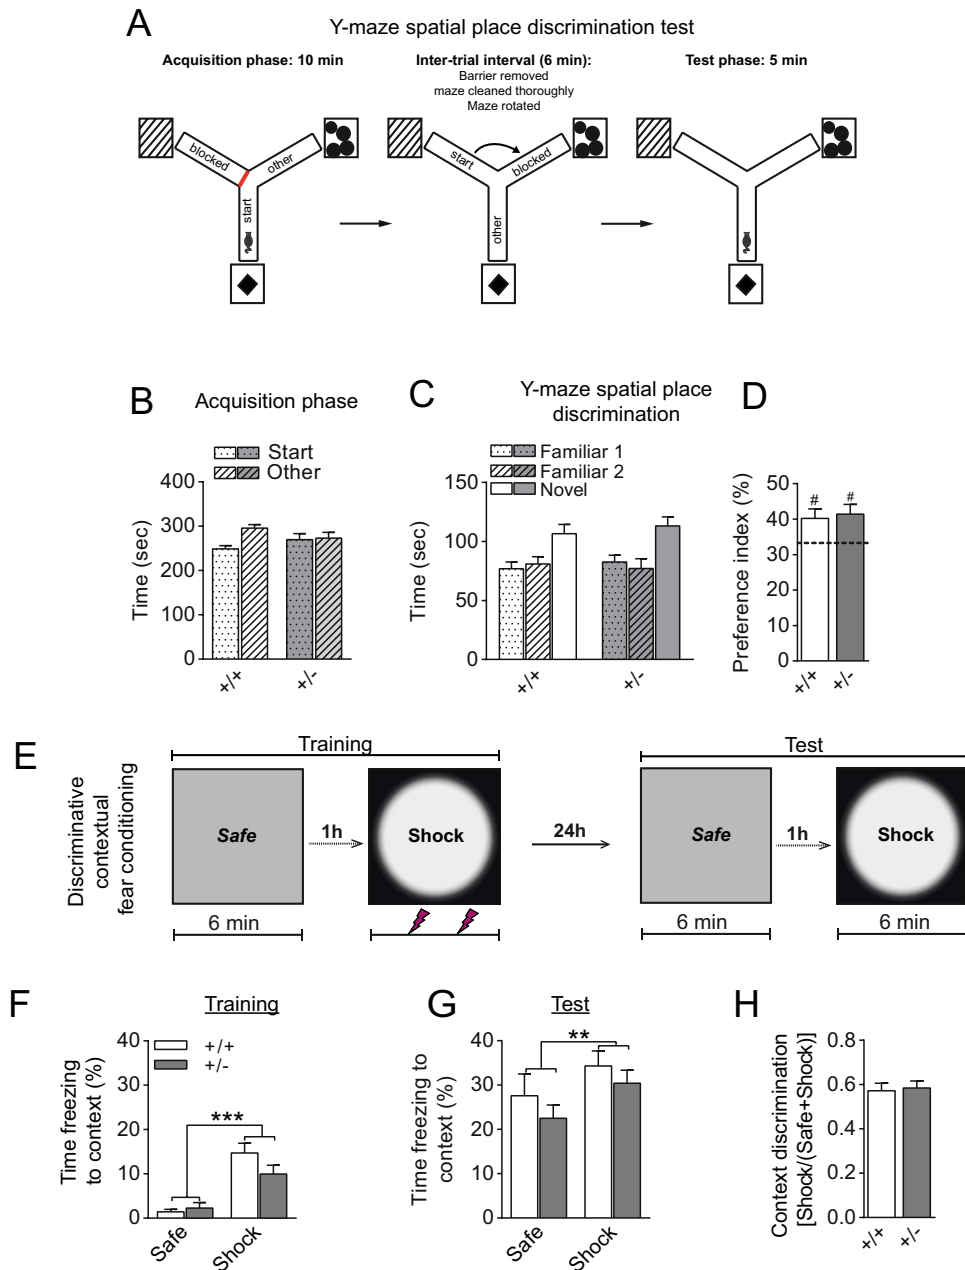 A
Y-maze spatial place discrimination test
Acquisition phase: 10 min
Inter-trial interval (6 min):
Barrier removed
maze cleaned thoroughly
Maze rotated
Test phase: 5 min
blocked
other
start
start
blocked
other
B
Acquisition phase
Start
Other
Time (sec)
400
300
200
100
0
+/+
+/-
C
Y-maze spatial place
discrimination
Familiar 1
Familiar 2
Novel
Time (sec)
150
100
50
0
+/+
+/-
D
Preference index (%)
50
40
30
20
10
0
#
#
+/+
+/-
E
Discriminative
contextual
fear conditioning
Training
Safe
1h
Shock
6 min
24h
Test
Safe
1h
Shock
6 min
6 min
F
Training
+/+
+/-
Time freezing
to context (%)
40
30
20
10
0
***
Safe
Shock
G
Test
Time freezing to
context (%)
40
30
20
10
0
**
Safe
Shock
H
Context discrimination
[Shock/(Safe+Shock)]
0.8
0.6
0.4
0.2
0.0
+/+
+/-